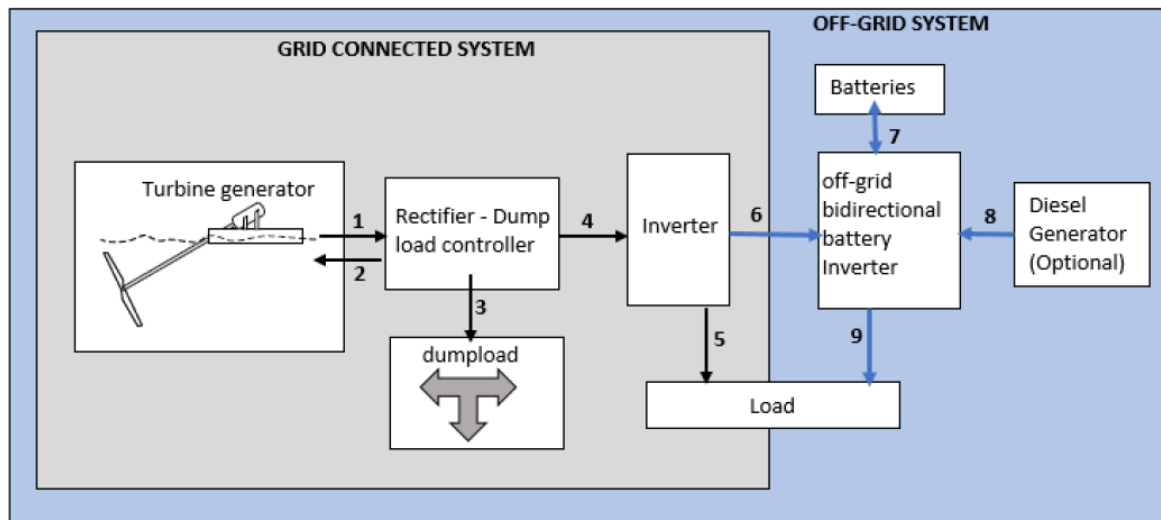 OFF-GRID SYSTEM
GRID CONNECTED SYSTEM
Batteries
7
Turbine generator
1
2
Rectifier - Dump
load controller
3
4
Inverter
5
6
off-grid
bidirectional
battery
Inverter
8
Diesel
Generator
(Optional)
9
dumpload
Load